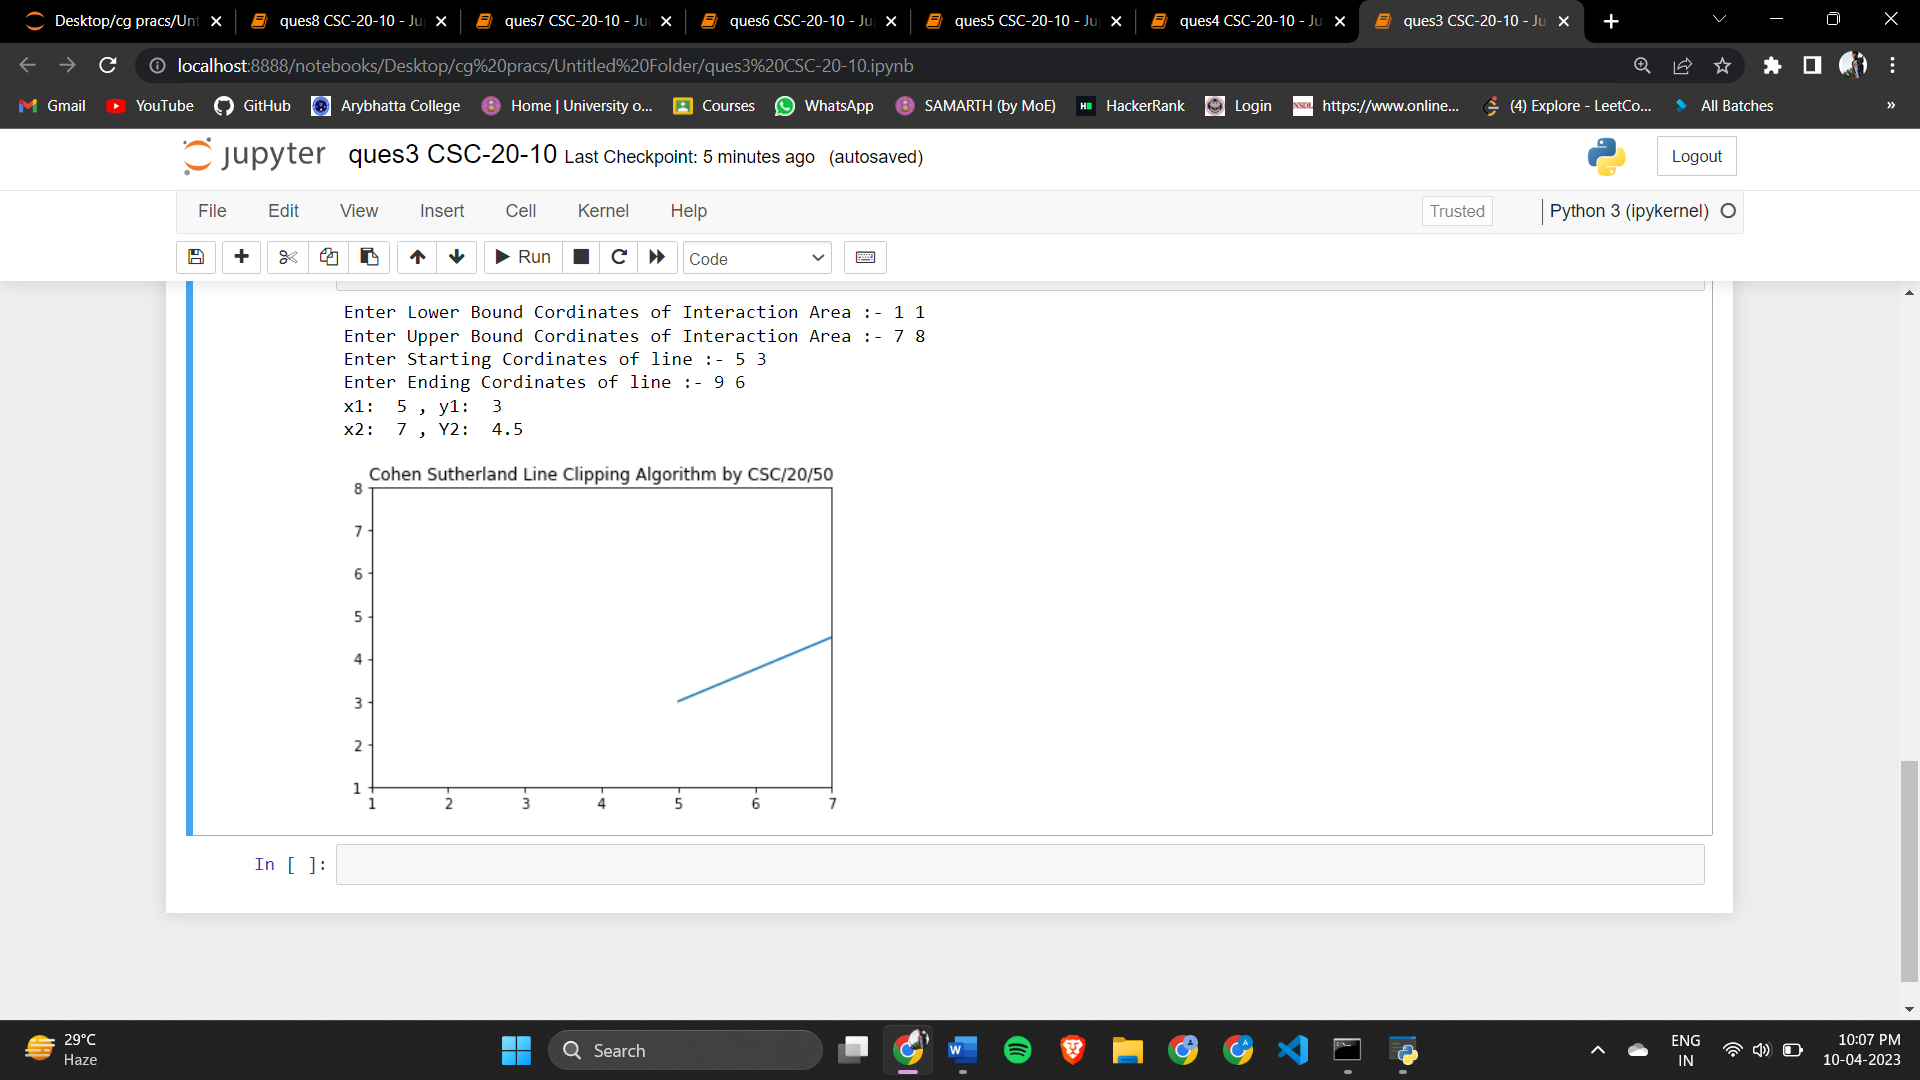 Desktop/cg pracs/Unt
ques8 CSC-20-10 - Ju
ques7 CSC-20-10 - Ju
ques6 CSC-20-10 - Ju
ques5 CSC-20-10 - Ju
ques4 CSC-20-10 - Ju
ques3 CSC-20-10 - Ju
localhost:8888/notebooks/Desktop/cg%20pracs/Untitled%20Folder/ques3%20CSC-20-10.ipynb
Gmail
YouTube
GitHub
Arybhatta College
Home | University o...
Courses
WhatsApp
SAMARTH (by MoE)
HackerRank
Login
NSDL
https://www.online...
(4) Explore - LeetCo...
All Batches
»
jupyter ques3 CSC-20-10 Last Checkpoint: 5 minutes ago (autosaved)
Logout
File Edit View Insert Cell Kernel Help
Trusted
Python 3 (ipykernel)
Run
Code
Enter Lower Bound Cordinates of Interaction Area :- 1 1
Enter Upper Bound Cordinates of Interaction Area :- 7 8
Enter Starting Cordinates of line :- 5 3
Enter Ending Cordinates of line :- 9 6
x1: 5 , y1: 3
x2: 7 , Y2: 4.5
Cohen Sutherland Line Clipping Algorithm by CSC/20/50
8
7
6
5
4
3
2
1
1 2 3 4 5 6 7
In [ ]:
29°C
Haze
Search
ENG
IN
10:07 PM
10-04-2023